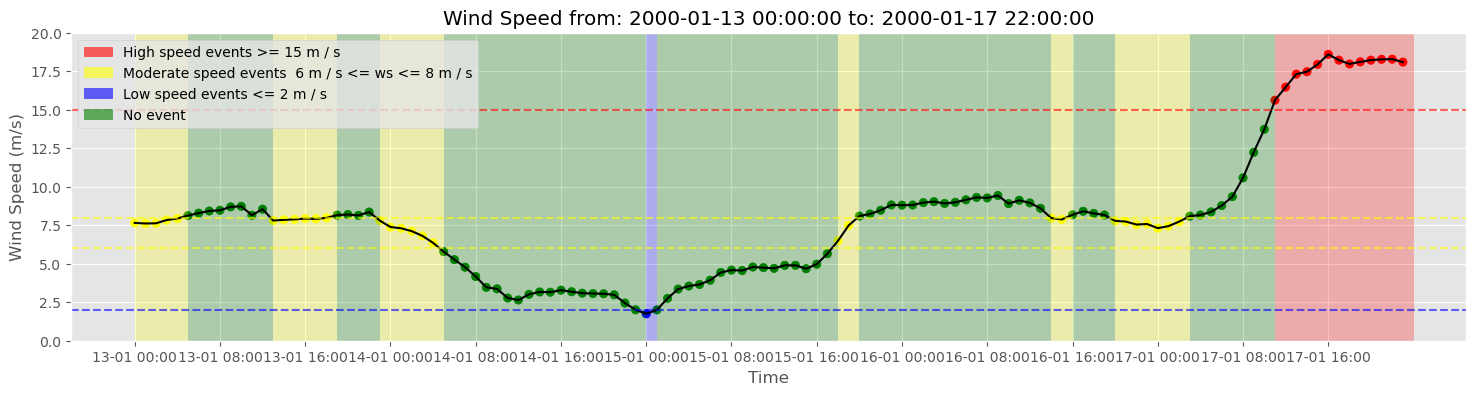 Wind Speed from: 2000-01-13 00:00:00 to: 2000-01-17 22:00:00
20.0
17.5
15.0
12.5
10.0
7.5
5.0
2.5
0.0
Wind Speed (m/s)
High speed events >= 15 m / s
Moderate speed events  6 m / s <= ws <= 8 m / s
Low speed events <= 2 m / s
No event
13-01 00:00 13-01 08:00 13-01 16:00 14-01 00:00 14-01 08:00 14-01 16:00 15-01 00:00 15-01 08:00 15-01 16:00 16-01 00:00 16-01 08:00 16-01 16:00 17-01 00:00 17-01 08:00 17-01 16:00
Time